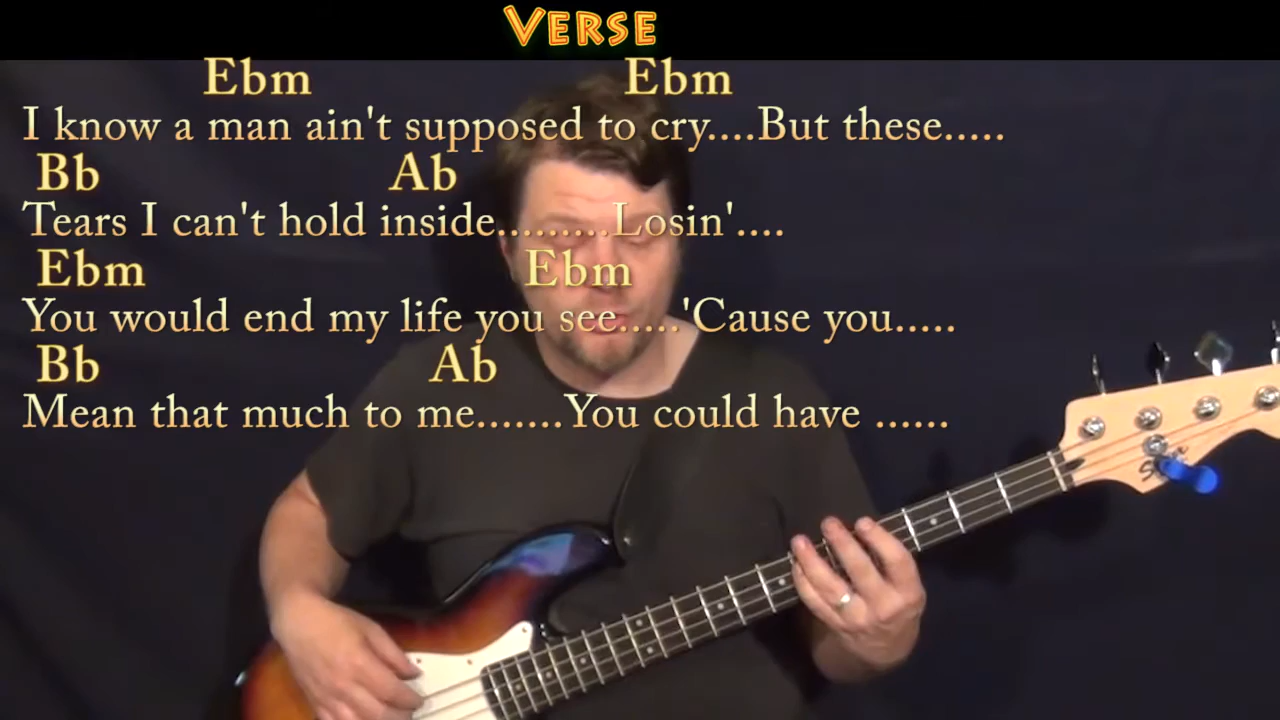 VERSE
Ebm Ebm
I know a man ain't supposed to cry....But these.....
Bb Ab
Tears I can't hold inside.........Losin'....
Ebm Ebm
You would end my life you see.....'Cause you.....
Bb Ab
Mean that much to me.......You could have ......